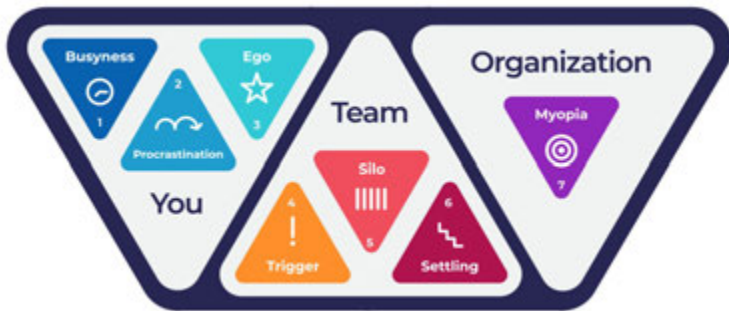 Busyness
1
2
Procrastination
Ego
3
You
Team
4
Trigger
Silo
5
6
Settling
Organization
Myopia
7